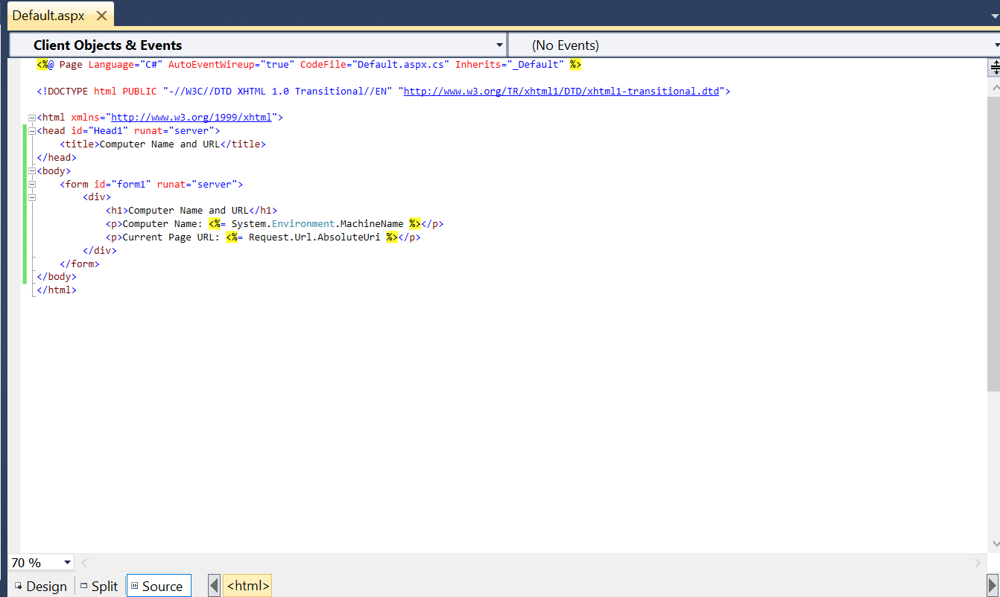 Default.aspx
Client Objects & Events (No Events)
<%@ Page Language="C#" AutoEventWireup="true" CodeFile="Default.aspx.cs" Inherits="_Default" %>
<!DOCTYPE html PUBLIC "-//W3C//DTD XHTML 1.0 Transitional//EN" "http://www.w3.org/TR/xhtml1/DTD/xhtml1-transitional.dtd">
<html xmlns="http://www.w3.org/1999/xhtml">
<head id="Head1" runat="server">
    <title>Computer Name and URL</title>
</head>
<body>
    <form id="form1" runat="server">
        <div>
            <h1>Computer Name and URL</h1>
            <p>Computer Name: <%= System.Environment.MachineName %></p>
            <p>Current Page URL: <%= Request.Url.AbsoluteUri %></p>
        </div>
    </form>
</body>
</html>
70 %
Design Split Source <html>